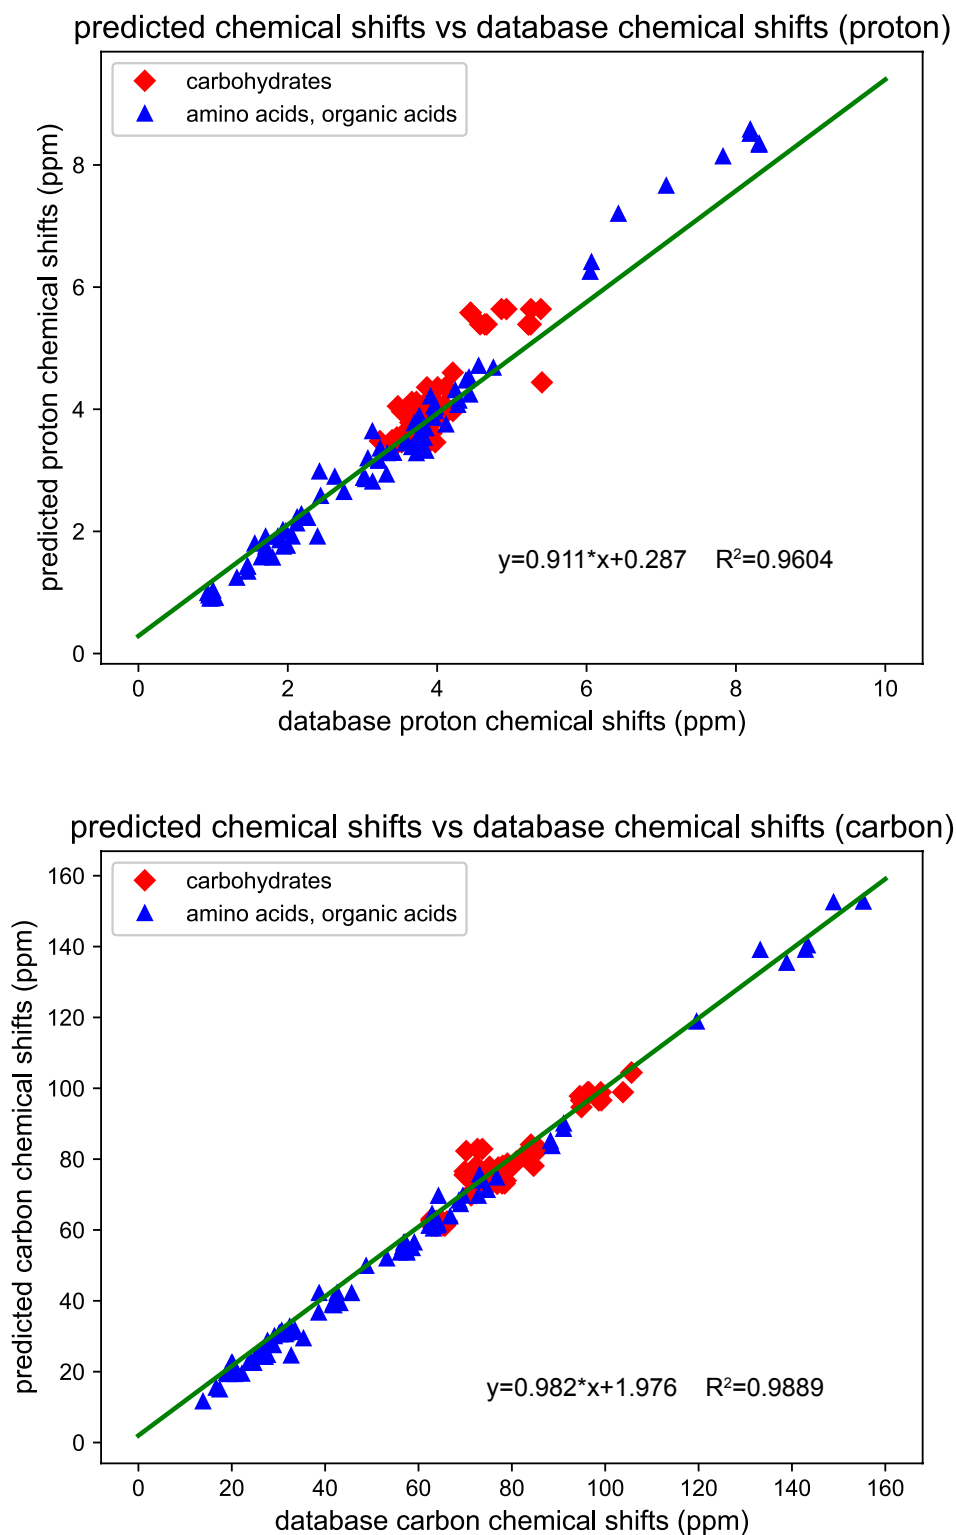 predicted chemical shifts vs database chemical shifts (proton)
carbohydrates
amino acids, organic acids
predicted proton chemical shifts (ppm)
8
6
4
2
0
y=0.911*x+0.287 R²=0.9604
0 2 4 6 8 10
database proton chemical shifts (ppm)
predicted chemical shifts vs database chemical shifts (carbon)
carbohydrates
amino acids, organic acids
predicted carbon chemical shifts (ppm)
160
140
120
100
80
60
40
20
0
y=0.982*x+1.976 R²=0.9889
0 20 40 60 80 100 120 140 160
database carbon chemical shifts (ppm)